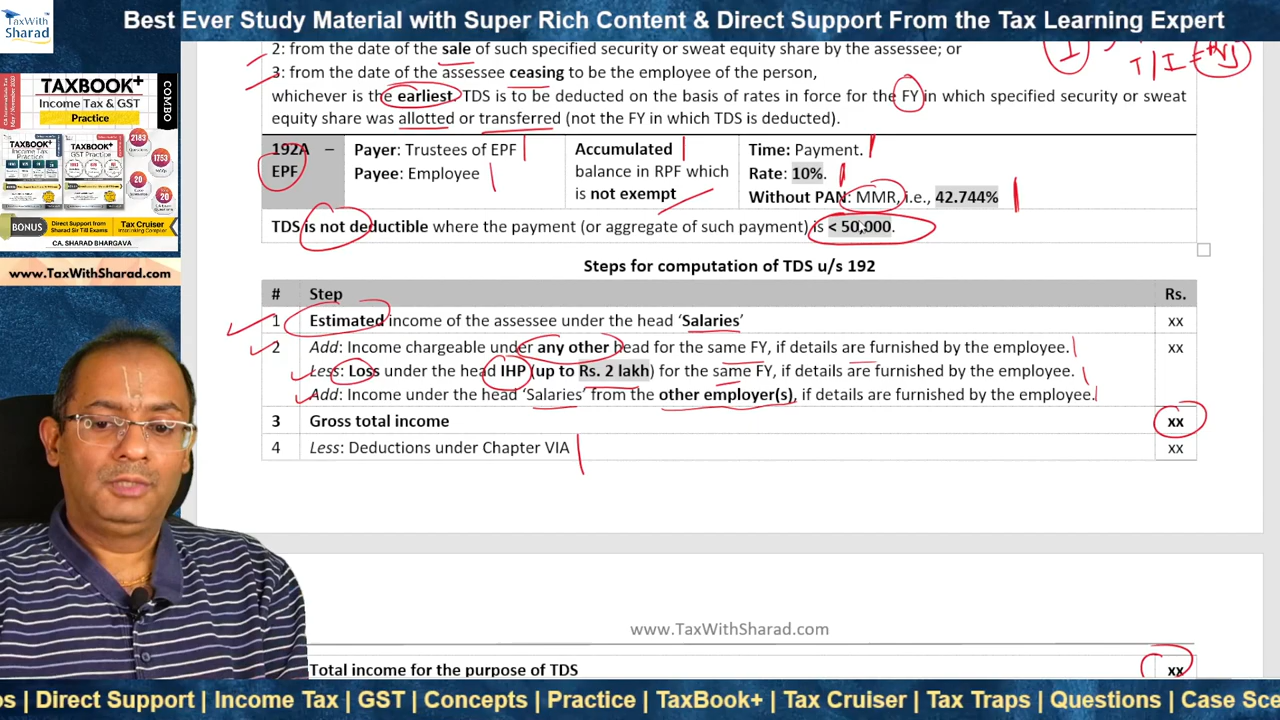 Best Ever Study Material with Super Rich Content & Direct Support From the Tax Learning Expert
TaxWith
Sharad
TAXBOOK+
Income Tax & GST
Practice
COMBO
BONUS
Direct Support from
Sharad Sir Till Exams
Tax Cruiser
CA. SHARAD BHARGAVA
www.TaxWithSharad.com
2: from the date of the sale of such specified security or sweat equity share by the assessee; or
3: from the date of the assessee ceasing to be the employee of the person,
whichever is the earliest. TDS is to be deducted on the basis of rates in force for the FY in which specified security or sweat
equity share was allotted or transferred (not the FY in which TDS is deducted).
192A –
EPF
Payer: Trustees of EPF
Payee: Employee
Accumulated
balance in RPF which
is not exempt
Time: Payment.
Rate: 10%.
Without PAN: MMR, i.e., 42.744%
TDS is not deductible where the payment (or aggregate of such payment) is < 50,000.
Steps for computation of TDS u/s 192
# Step Rs.
1 Estimated income of the assessee under the head ‘Salaries’ xx
2 Add: Income chargeable under any other head for the same FY, if details are furnished by the employee. xx
Less: Loss under the head IHP (up to Rs. 2 lakh) for the same FY, if details are furnished by the employee.
Add: Income under the head ‘Salaries’ from the other employer(s), if details are furnished by the employee.
3 Gross total income xx
4 Less: Deductions under Chapter VIA xx
www.TaxWithSharad.com
Total income for the purpose of TDS xx
os | Direct Support | Income Tax | GST | Concepts | Practice | TaxBook+ | Tax Cruiser | Tax Traps | Questions | Case Sce